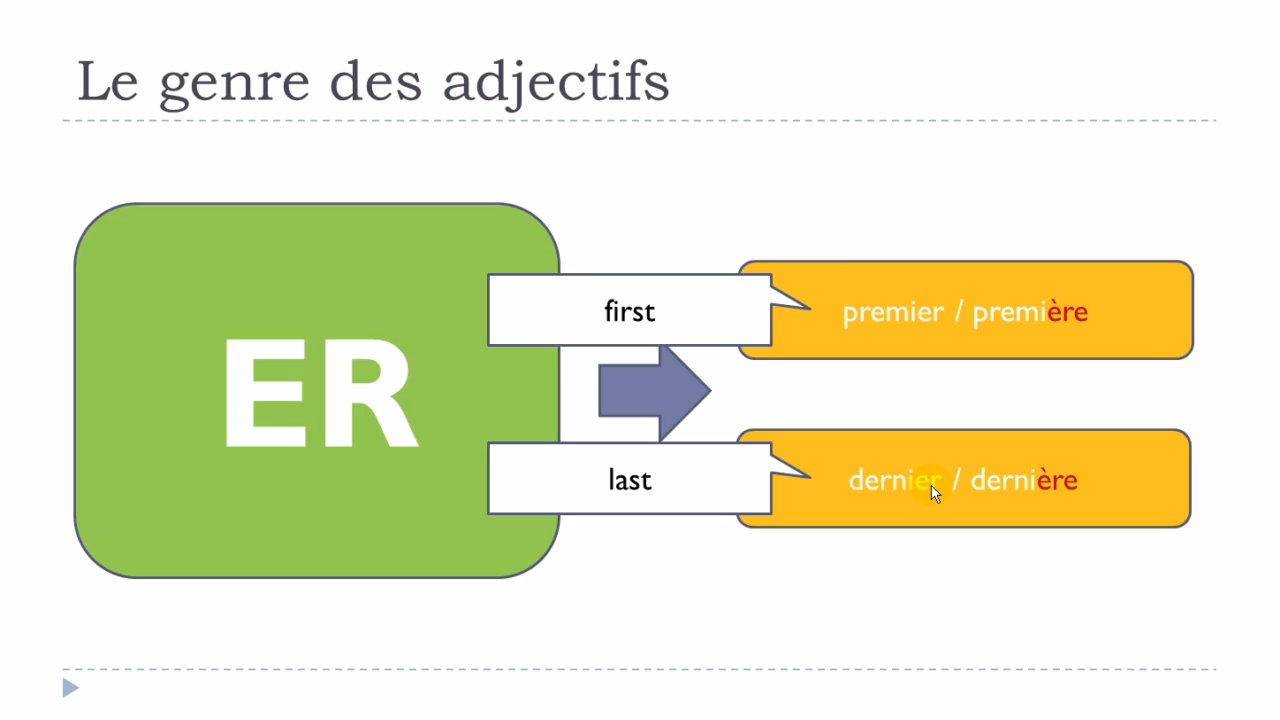 Le genre des adjectifs
ER
first
premier / première
last
dernier / dernière